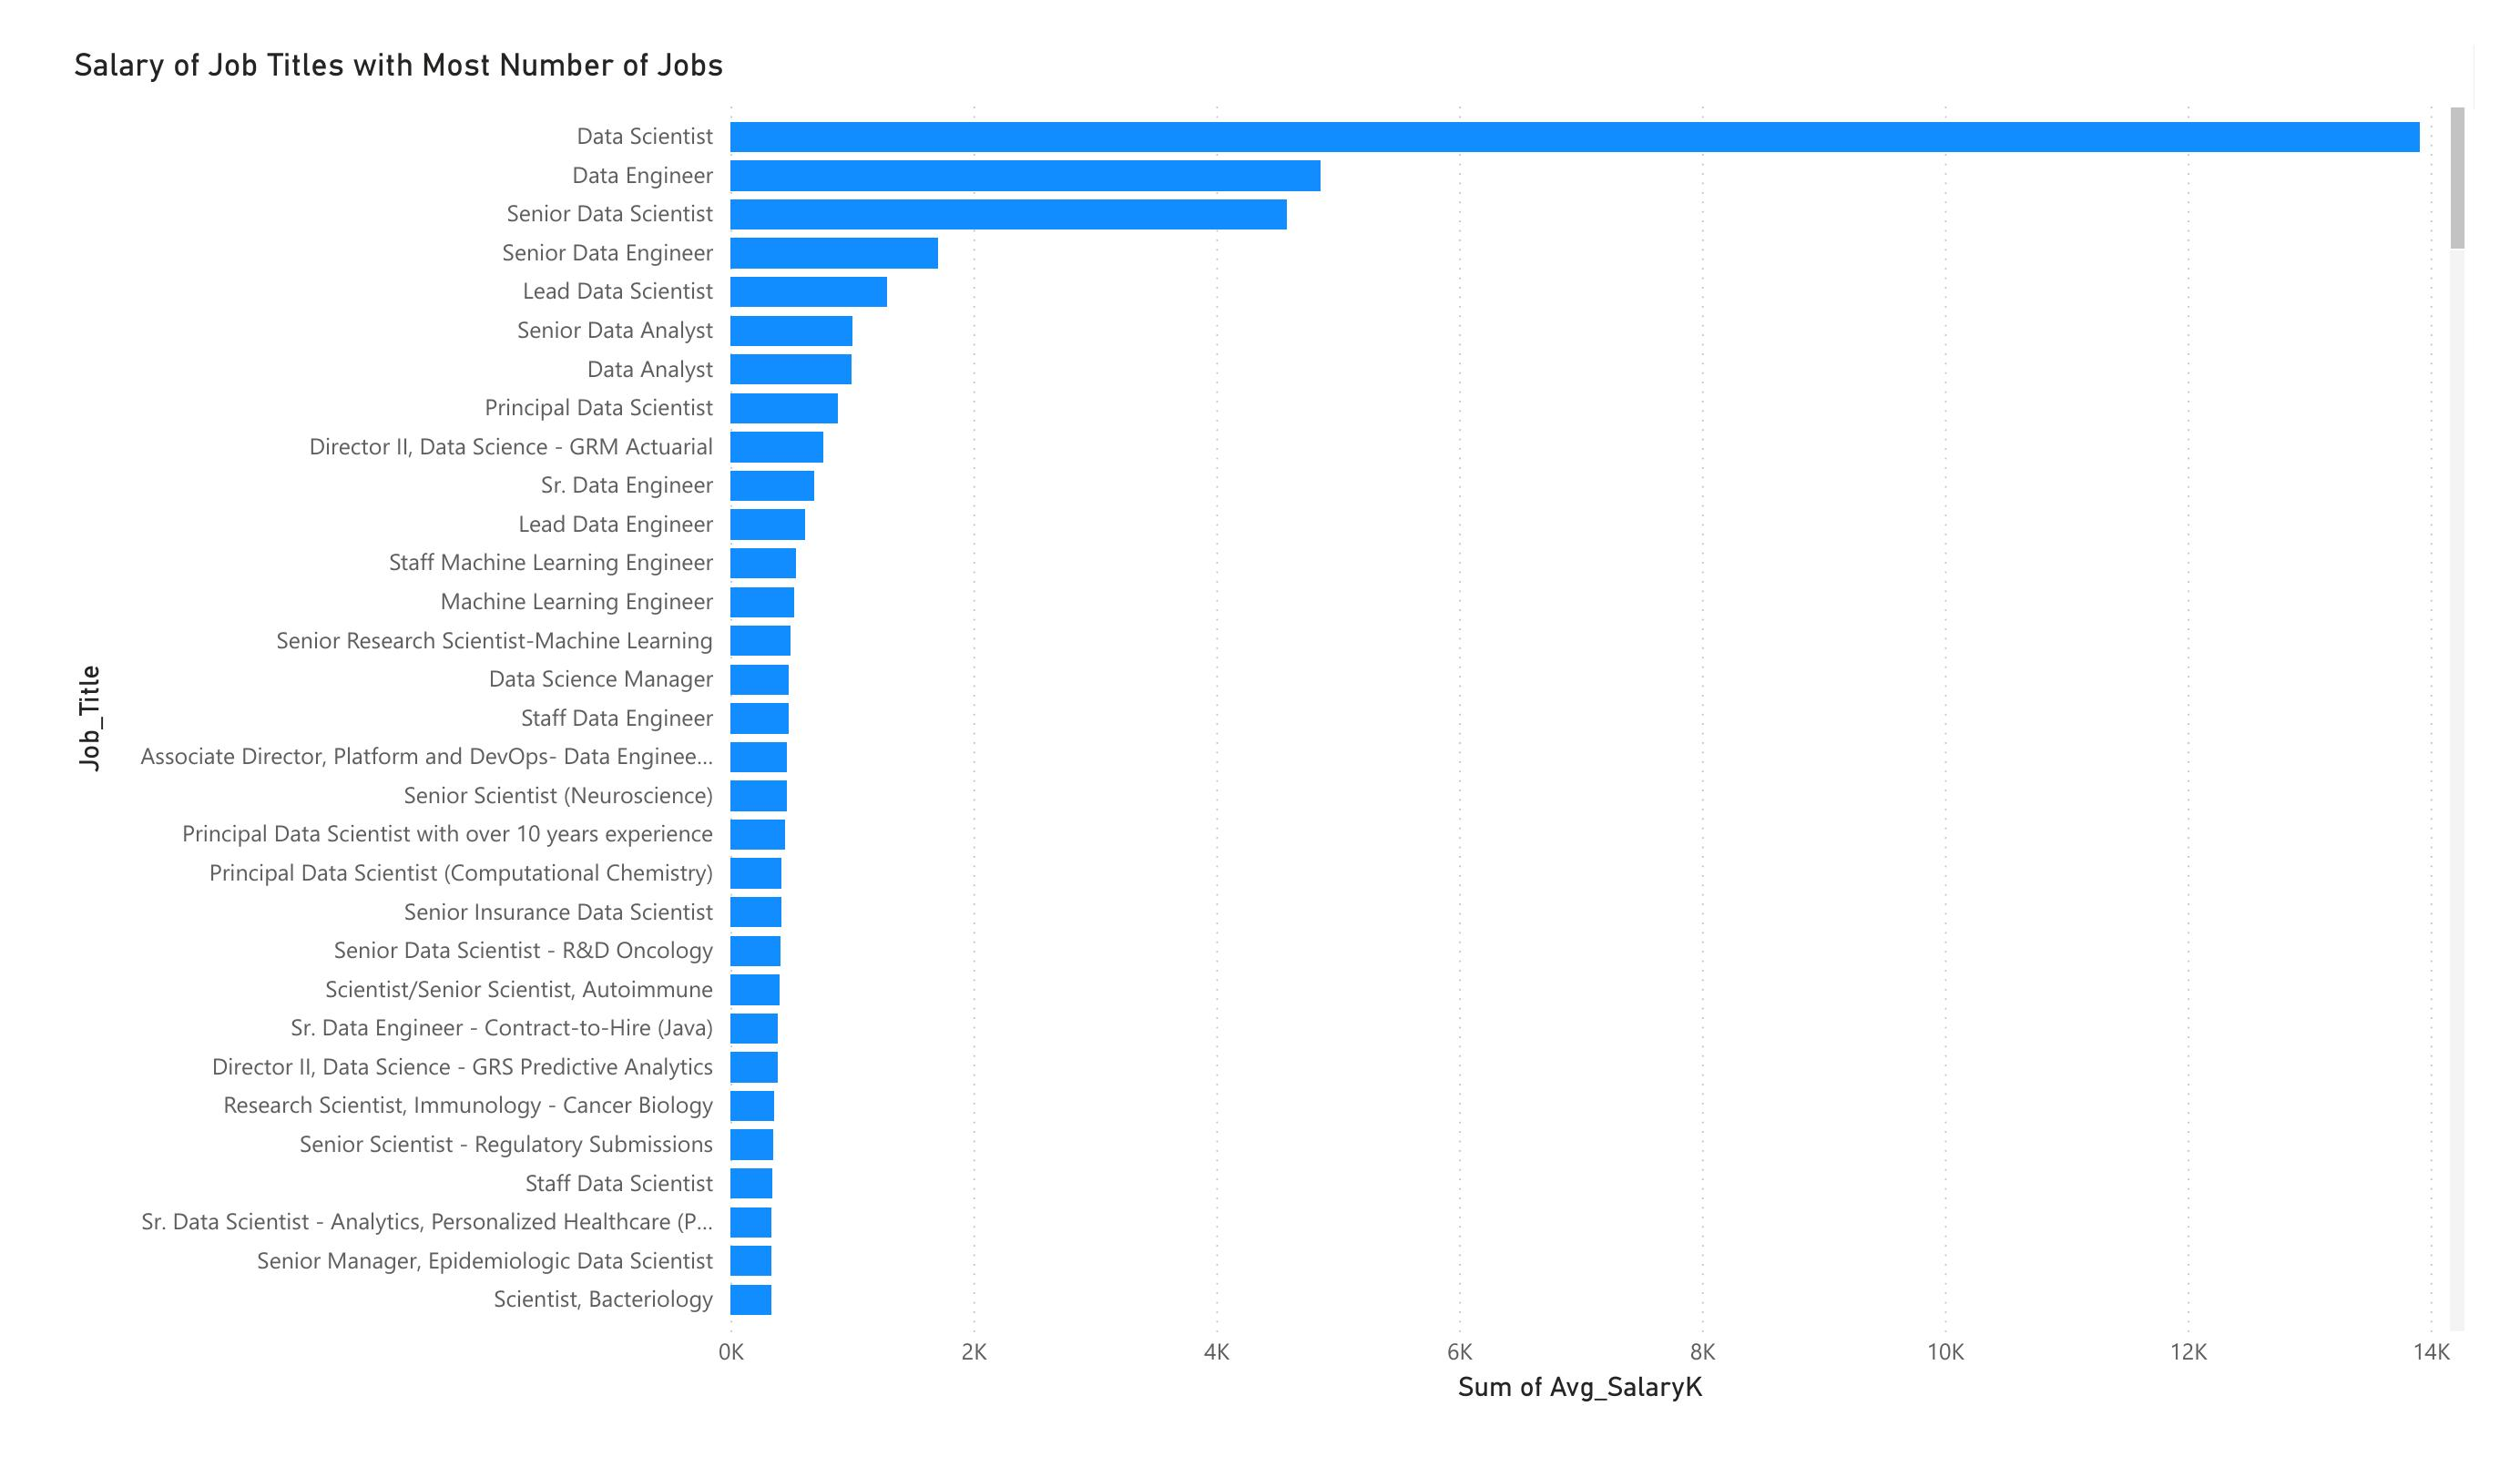 Salary of Job Titles with Most Number of Jobs
Data Scientist
Data Engineer
Senior Data Scientist
Senior Data Engineer
Lead Data Scientist
Senior Data Analyst
Data Analyst
Principal Data Scientist
Director II, Data Science - GRM Actuarial
Sr. Data Engineer
Lead Data Engineer
Staff Machine Learning Engineer
Machine Learning Engineer
Senior Research Scientist-Machine Learning
Data Science Manager
Staff Data Engineer
Associate Director, Platform and DevOps- Data Enginee...
Senior Scientist (Neuroscience)
Principal Data Scientist with over 10 years experience
Principal Data Scientist (Computational Chemistry)
Senior Insurance Data Scientist
Senior Data Scientist - R&D Oncology
Scientist/Senior Scientist, Autoimmune
Sr. Data Engineer - Contract-to-Hire (Java)
Director II, Data Science - GRS Predictive Analytics
Research Scientist, Immunology - Cancer Biology
Senior Scientist - Regulatory Submissions
Staff Data Scientist
Sr. Data Scientist - Analytics, Personalized Healthcare (P...
Senior Manager, Epidemiologic Data Scientist
Scientist, Bacteriology
Job_Title
0K 2K 4K 6K 8K 10K 12K 14K
Sum of Avg_SalaryK